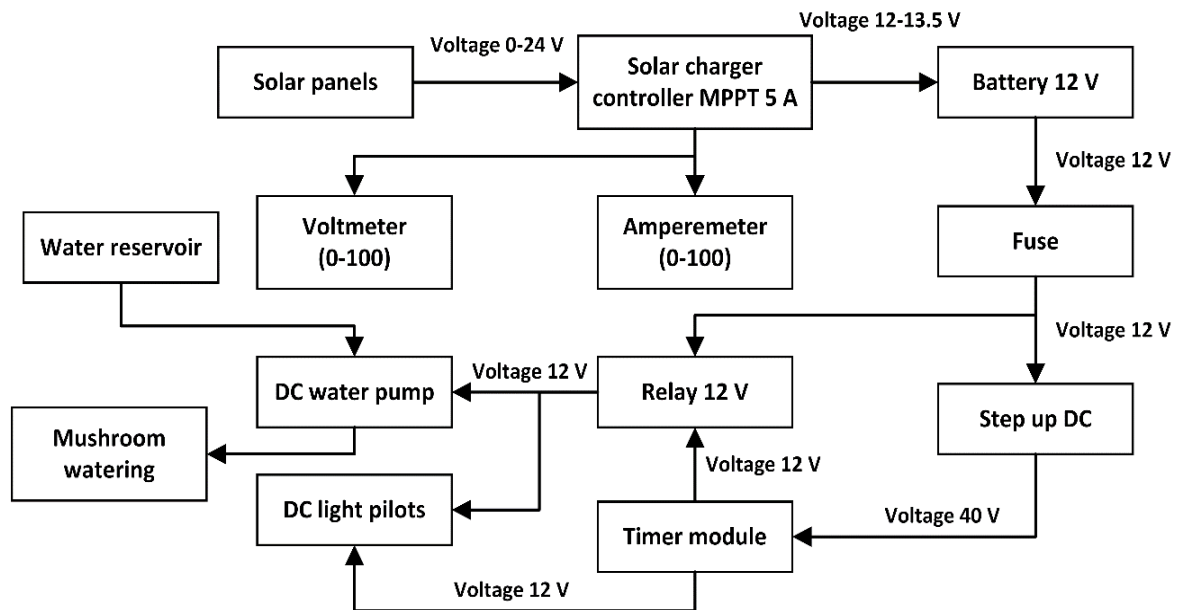 Voltage 12-13.5 V
Voltage 0-24 V
Solar panels
Solar charger
controller MPPT 5 A
Battery 12 V
Voltage 12 V
Water reservoir
Voltmeter
(0-100)
Amperemeter
(0-100)
Fuse
Voltage 12 V
DC water pump
Voltage 12 V
Relay 12 V
Step up DC
Mushroom
watering
Voltage 12 V
DC light pilots
Timer module
Voltage 40 V
Voltage 12 V